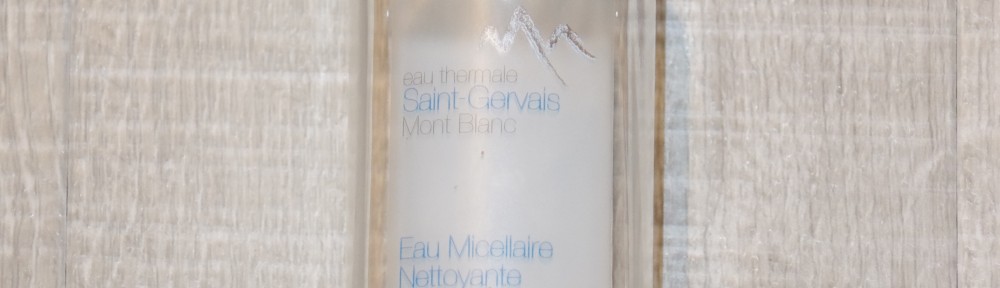 eau thermale
Saint-Gervais
Mont Blanc
Eau Micellaire
Nettoyante